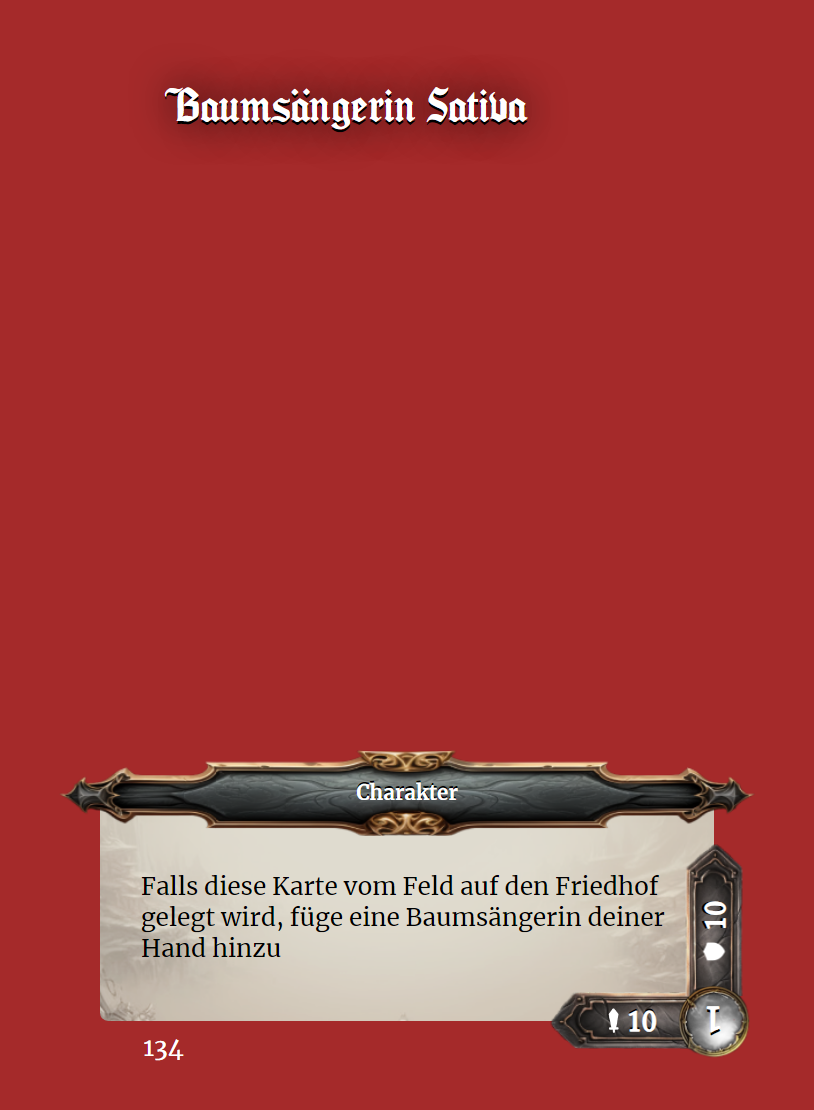 Baumsängerin Sativa
Charakter
Falls diese Karte vom Feld auf den Friedhof
gelegt wird, füge eine Baumsängerin deiner
Hand hinzu
10
10
1
134